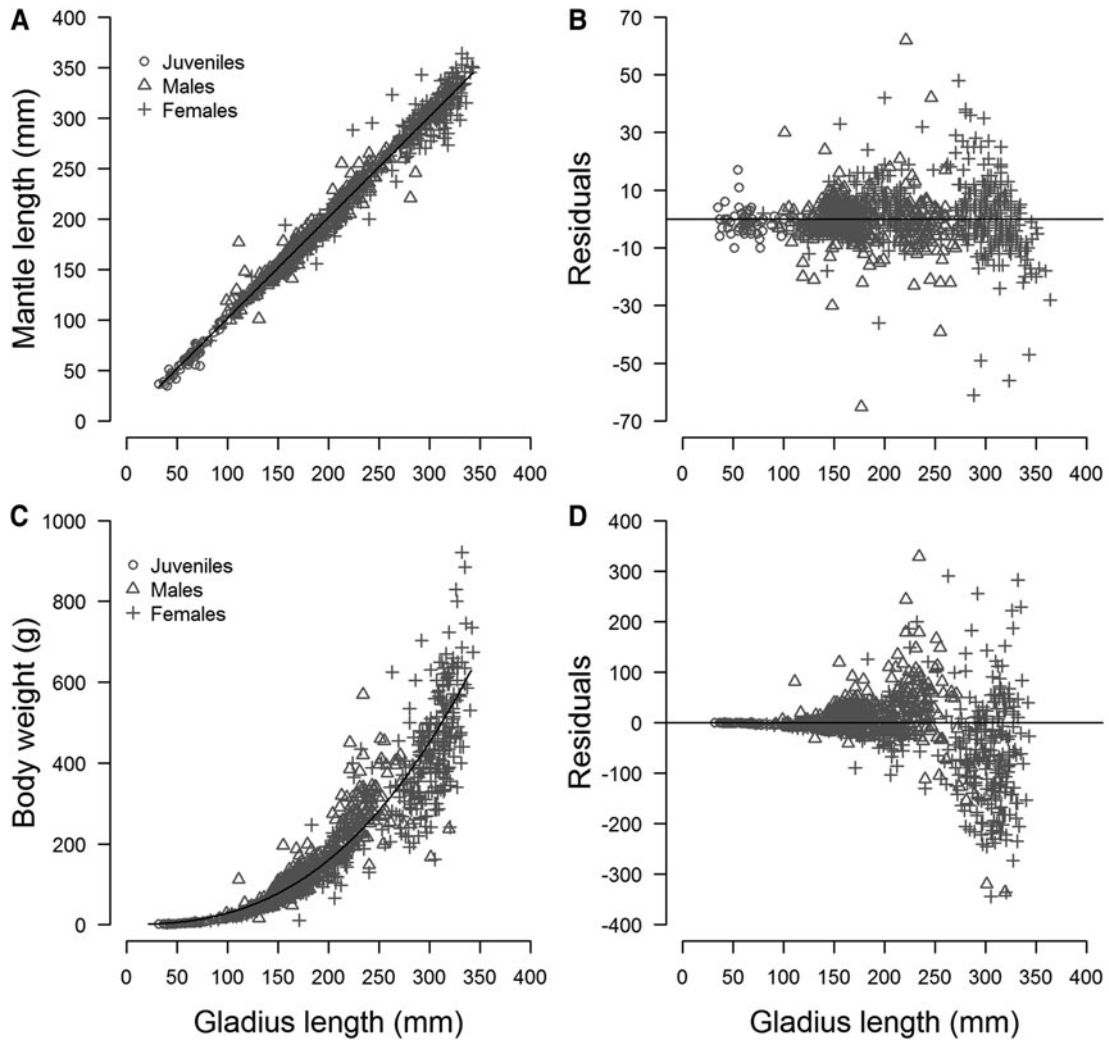 A
Mantle length (mm)
400
350
300
250
200
150
100
50
0
Juveniles
Males
Females
0 50 100 150 200 250 300 350 400
B
Residuals
70
50
30
10
-10
-30
-50
-70
0 50 100 150 200 250 300 350 400
C
Body weight (g)
1000
800
600
400
200
0
Juveniles
Males
Females
0 50 100 150 200 250 300 350 400
Gladius length (mm)
D
Residuals
400
300
200
100
0
-100
-200
-300
-400
0 50 100 150 200 250 300 350 400
Gladius length (mm)